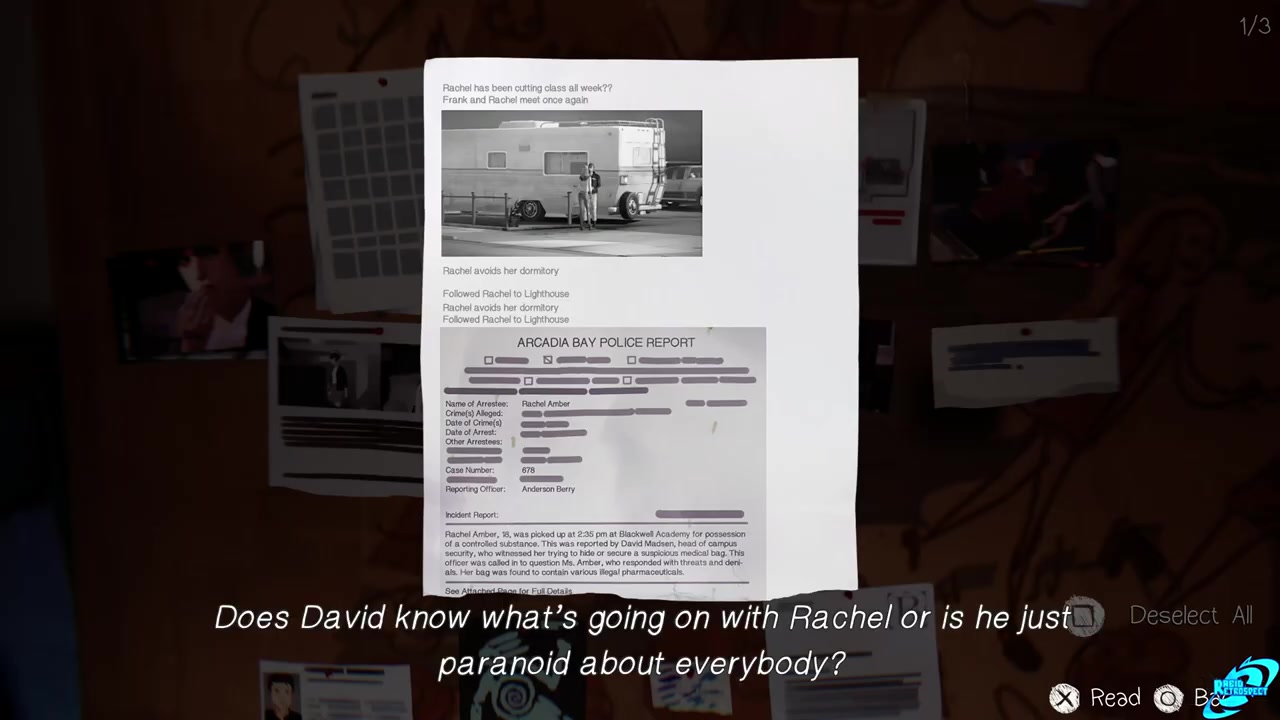 1/3
Rachel has been cutting class all week??
Frank and Rachel meet once again
Rachel avoids her dormitory
Followed Rachel to Lighthouse
Rachel avoids her dormitory
Followed Rachel to Lighthouse
ARCADIA BAY POLICE REPORT
Name of Arrestee: Rachel Amber
Crime(s) Alleged:
Date of Crime(s)
Date of Arrest:
Other Arrestees:
Case Number: 678
Reporting Officer: Anderson Berry
Incident Report:
Rachel Amber, 18, was picked up at 2:35 pm at Blackwell Academy for possession
of a controlled substance. This was reported by David Madsen, head of campus
security, who witnessed her trying to hide or secure a suspicious medical bag. This
officer was called in to question Ms. Amber, who responded with threats and deni-
als. Her bag was found to contain various illegal pharmaceuticals.
See Attached Page for Full Details
Does David know what's going on with Rachel or is he just
paranoid about everybody?
Deselect All
Read
RETROSPECT